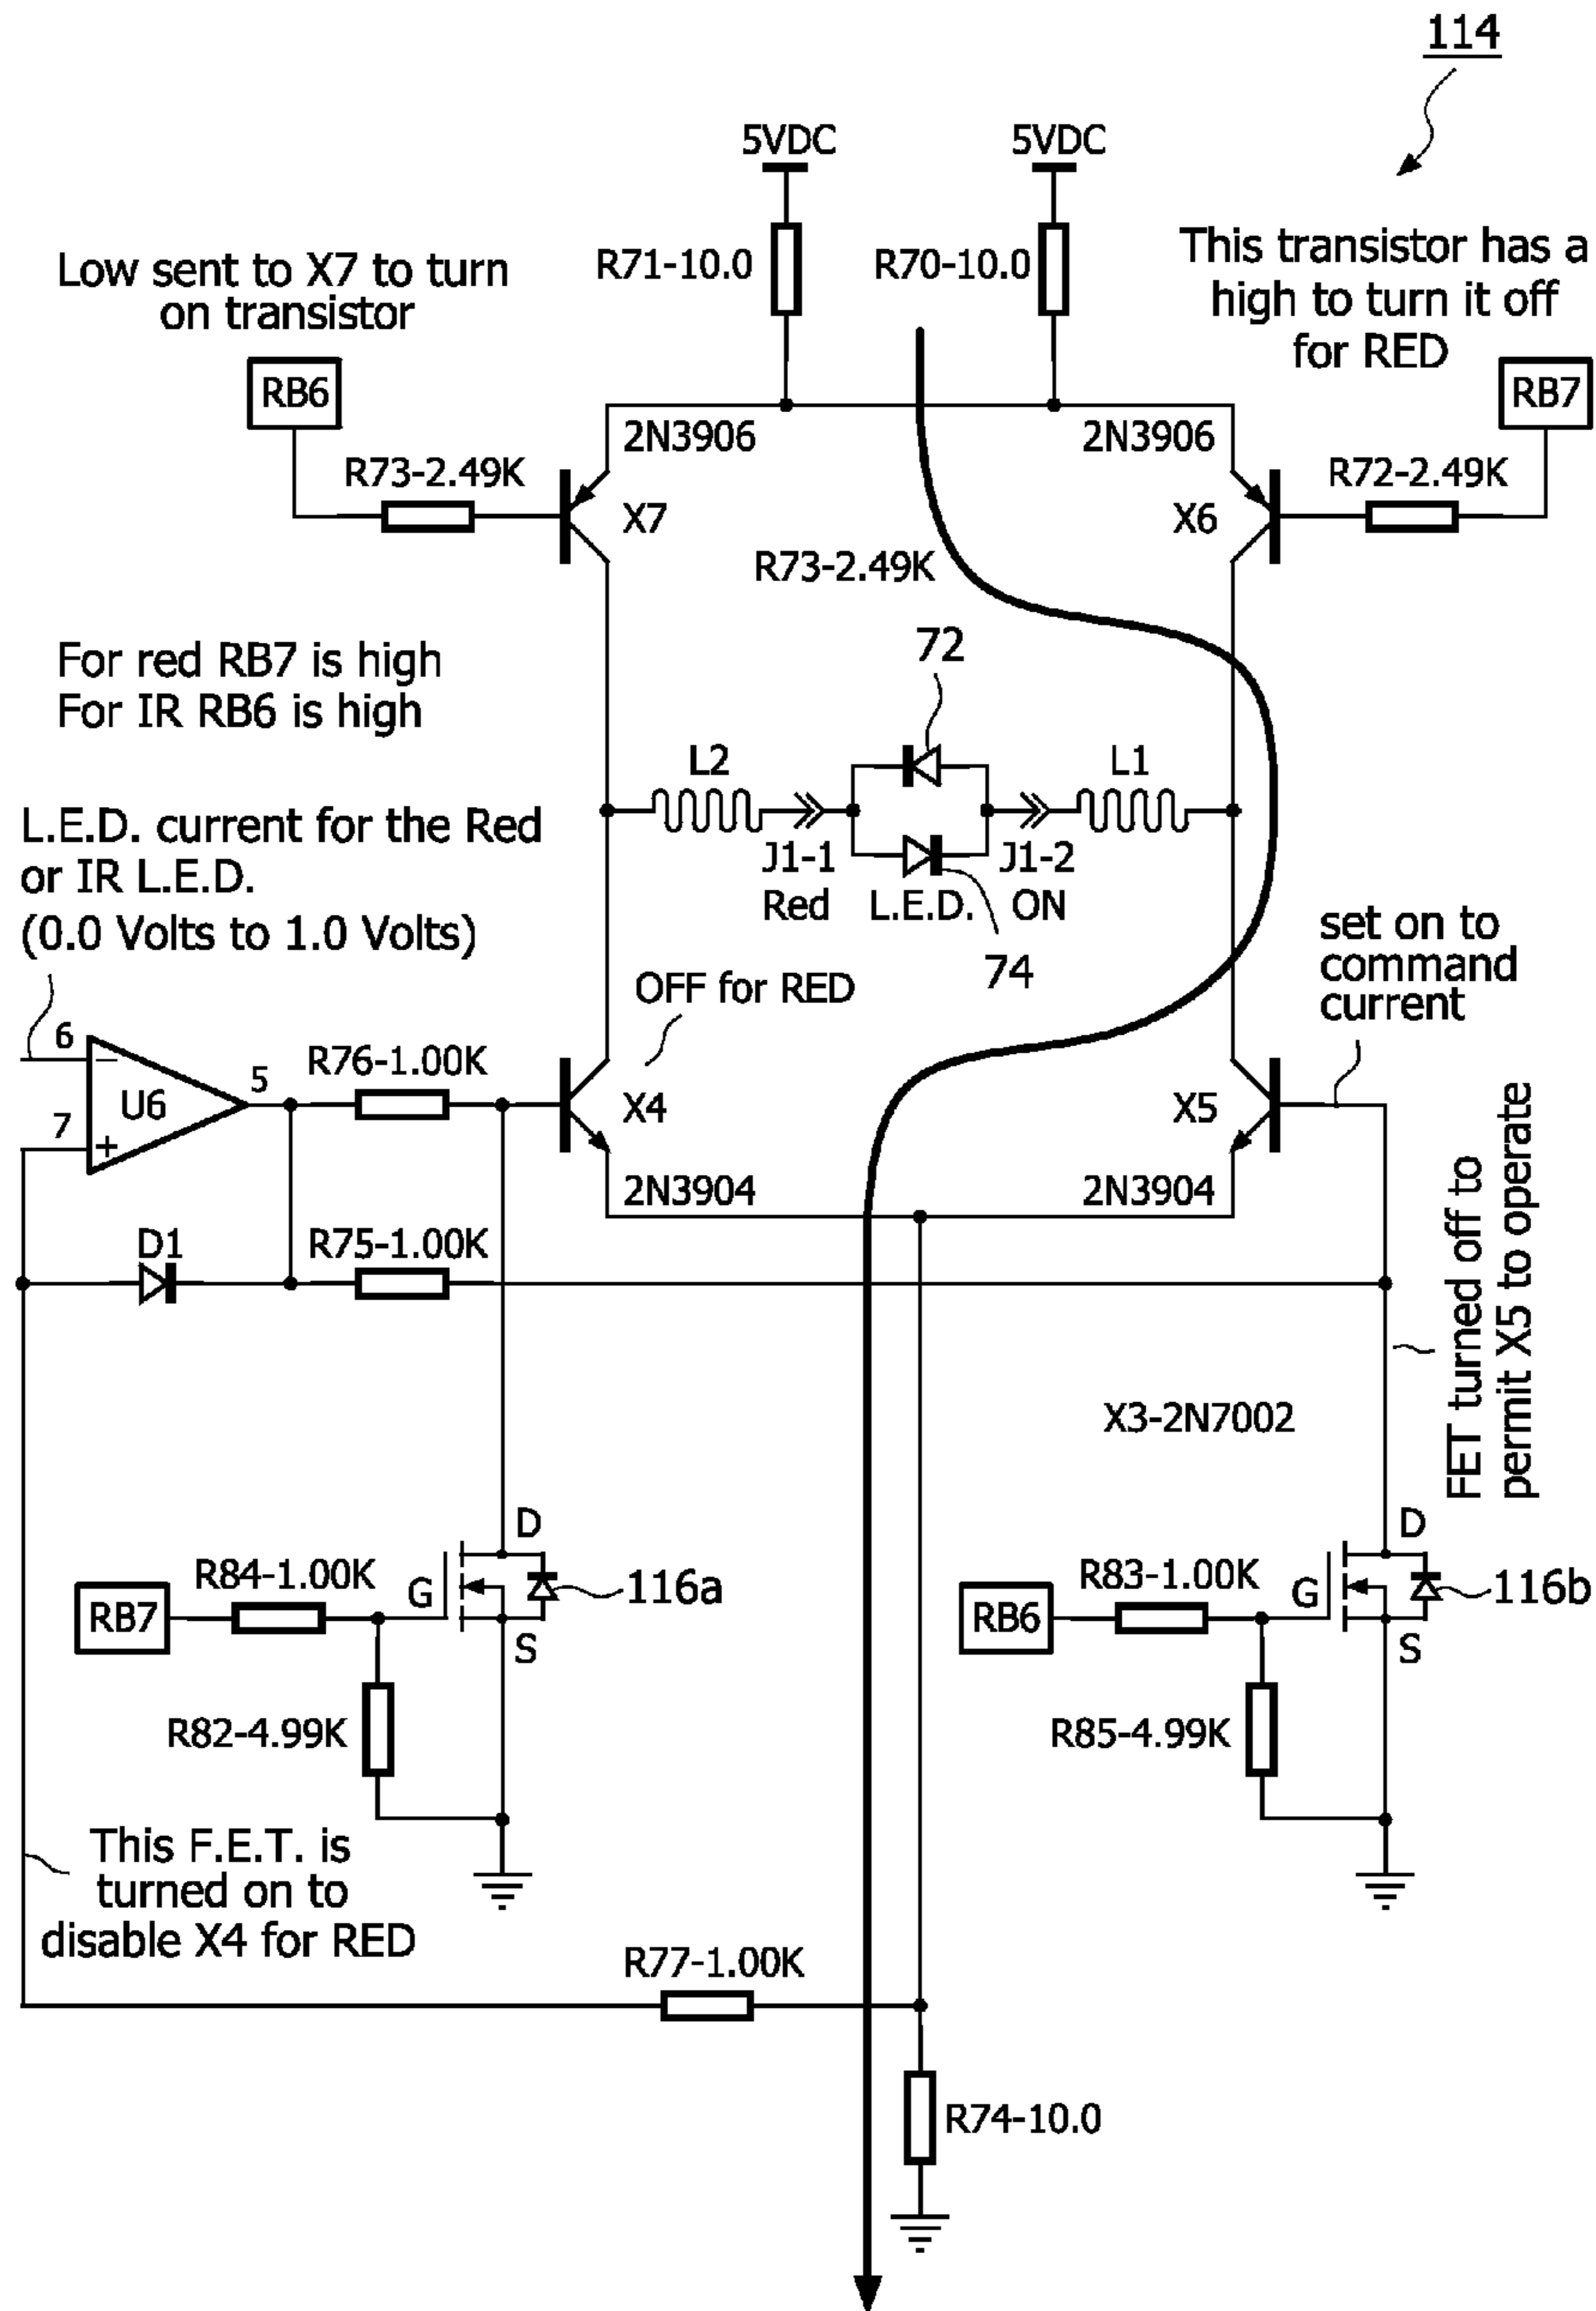 114
5VDC
5VDC
R71-10.0
R70-10.0
Low sent to X7 to turn
on transistor
This transistor has a
high to turn it off
for RED
RB6
RB7
2N3906
2N3906
R73-2.49K
R72-2.49K
X7
X6
R73-2.49K
For red RB7 is high
For IR RB6 is high
72
L2
L1
L.E.D. current for the Red
or IR L.E.D.
(0.0 Volts to 1.0 Volts)
J1-1
J1-2
Red L.E.D. ON
74
set on to
command
current
OFF for RED
6
−
U6
5
7
+
R76-1.00K
X4
X5
2N3904
2N3904
D1
R75-1.00K
FET turned off to
permit X5 to operate
X3-2N7002
D
D
R84-1.00K
G
116a
R83-1.00K
G
116b
RB7
RB6
S
S
R82-4.99K
R85-4.99K
This F.E.T. is
turned on to
disable X4 for RED
R77-1.00K
R74-10.0